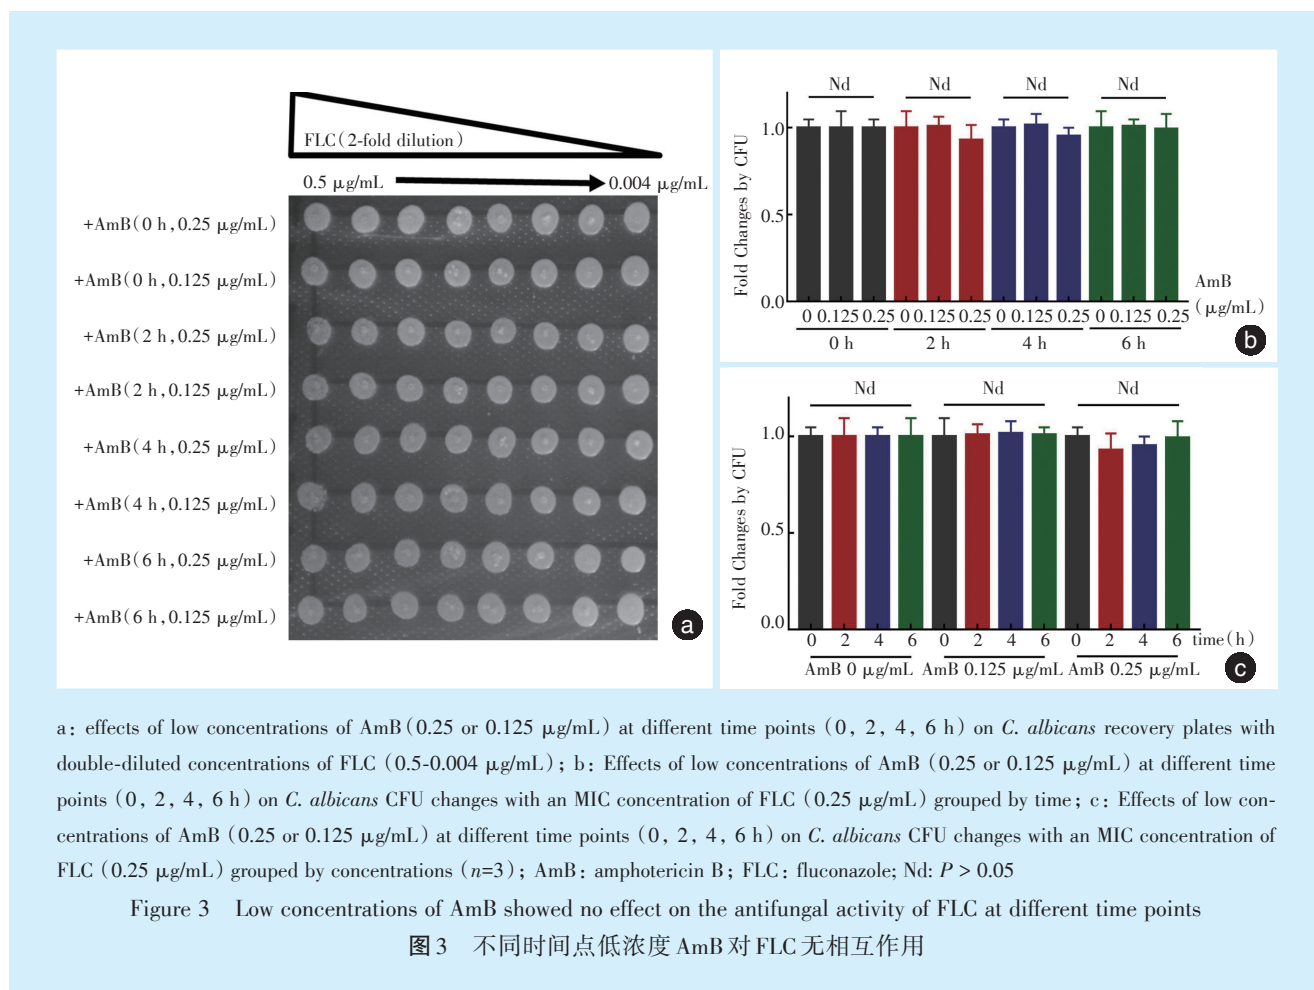 FLC(2-fold dilution)
0.5 μg/mL 0.004 μg/mL
+AmB(0 h,0.25 μg/mL)
+AmB(0 h,0.125 μg/mL)
+AmB(2 h,0.25 μg/mL)
+AmB(2 h,0.125 μg/mL)
+AmB(4 h,0.25 μg/mL)
+AmB(4 h,0.125 μg/mL)
+AmB(6 h,0.25 μg/mL)
+AmB(6 h,0.125 μg/mL)
a
Nd Nd Nd Nd
Fold Changes by CFU
1.0
0.5
0.0
0 0.125 0.25 0 0.125 0.25 0 0.125 0.25 0 0.125 0.25
AmB
(μg/mL)
0 h 2 h 4 h 6 h
b
Nd Nd Nd
Fold Changes by CFU
1.0
0.5
0.0
0 2 4 6 0 2 4 6 0 2 4 6 time(h)
AmB 0 μg/mL AmB 0.125 μg/mL AmB 0.25 μg/mL
c
a: effects of low concentrations of AmB(0.25 or 0.125 μg/mL) at different time points (0, 2, 4, 6 h) on C. albicans recovery plates with
double-diluted concentrations of FLC (0.5-0.004 μg/mL); b: Effects of low concentrations of AmB (0.25 or 0.125 μg/mL) at different time
points (0, 2, 4, 6 h) on C. albicans CFU changes with an MIC concentration of FLC (0.25 μg/mL) grouped by time; c: Effects of low con-
centrations of AmB (0.25 or 0.125 μg/mL) at different time points (0, 2, 4, 6 h) on C. albicans CFU changes with an MIC concentration of
FLC (0.25 μg/mL) grouped by concentrations (n=3); AmB: amphotericin B; FLC: fluconazole; Nd: P > 0.05
Figure 3 Low concentrations of AmB showed no effect on the antifungal activity of FLC at different time points
图3 不同时间点低浓度 AmB 对 FLC 无相互作用